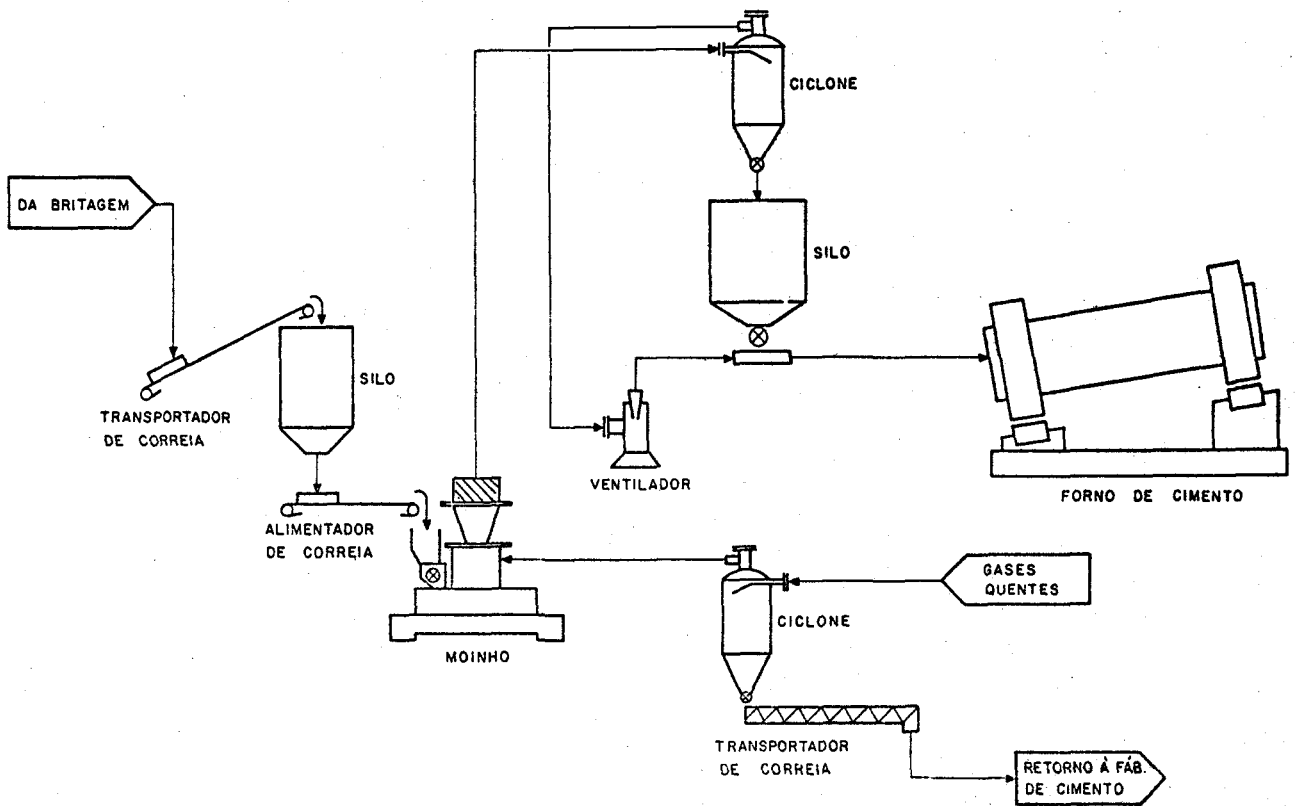 CICLONE
DA BRITAGEM
SILO
SILO
TRANSPORTADOR
DE CORREIA
VENTILADOR
FORNO DE CIMENTO
ALIMENTADOR
DE CORREIA
GASES
QUENTES
CICLONE
MOINHO
TRANSPORTADOR
DE CORREIA
RETORNO À FÁB.
DE CIMENTO